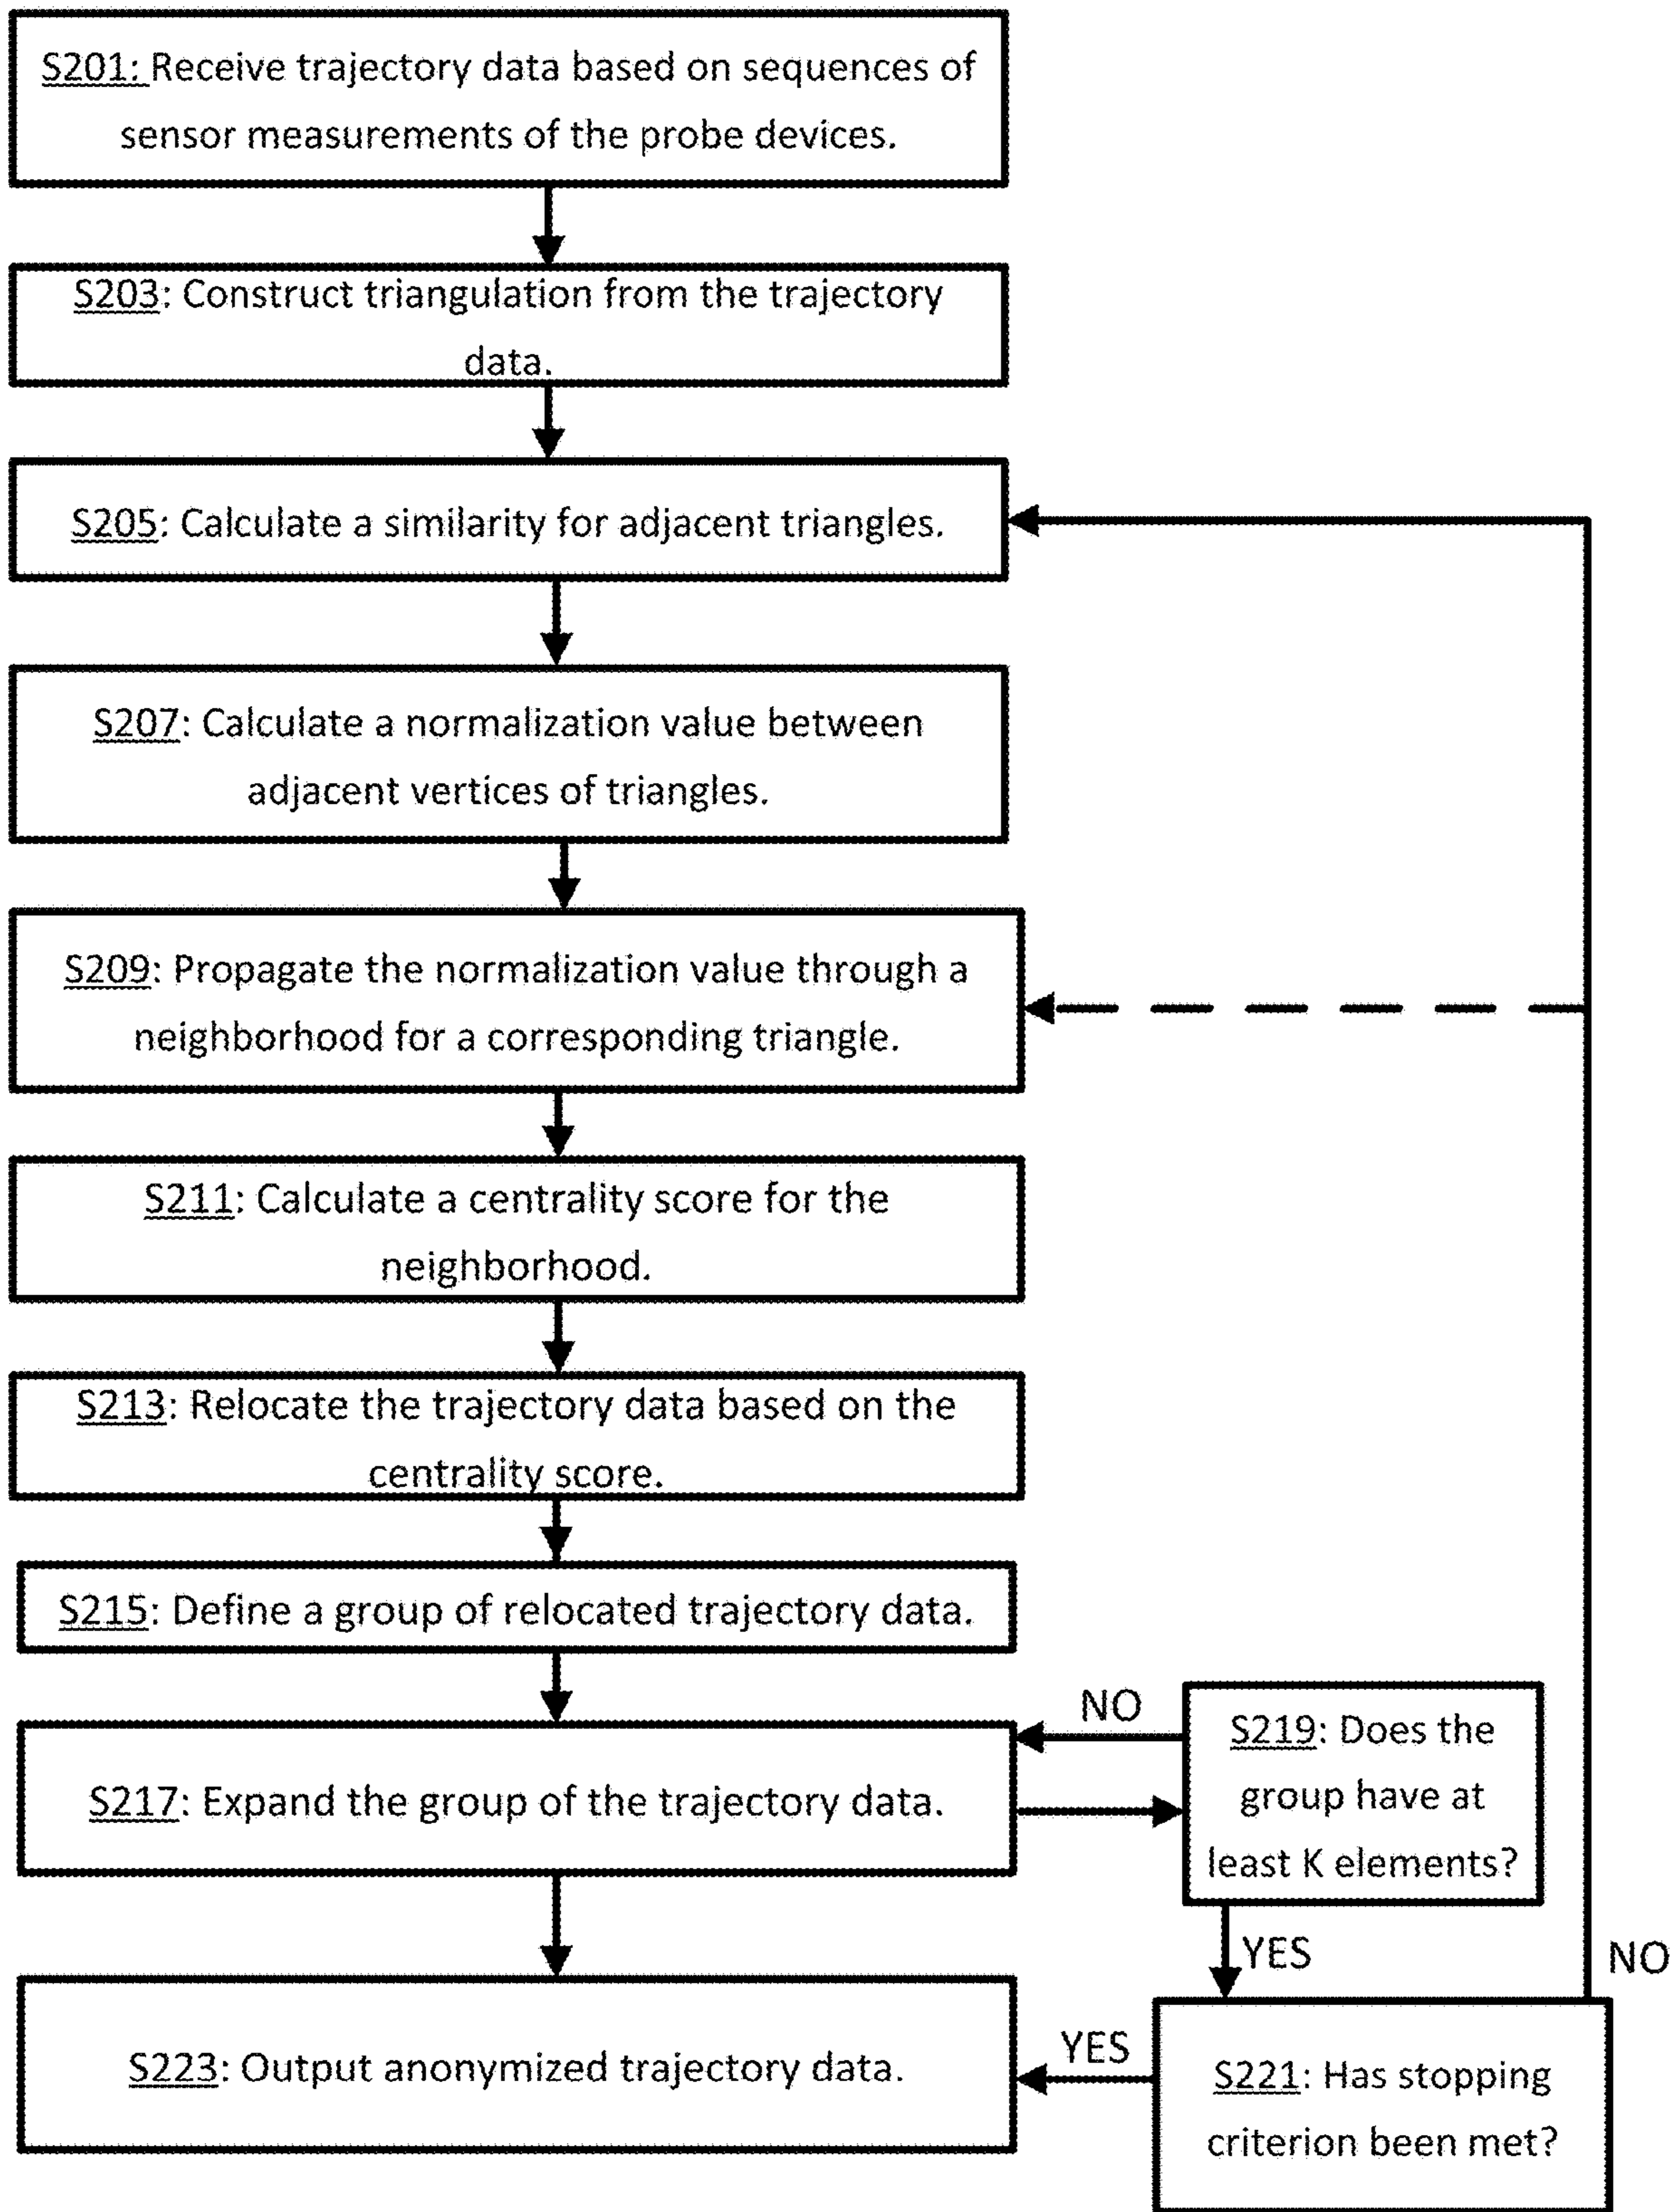 S201: Receive trajectory data based on sequences of
sensor measurements of the probe devices.
S203: Construct triangulation from the trajectory
data.
S205: Calculate a similarity for adjacent triangles.
S207: Calculate a normalization value between
adjacent vertices of triangles.
S209: Propagate the normalization value through a
neighborhood for a corresponding triangle.
S211: Calculate a centrality score for the
neighborhood.
S213: Relocate the trajectory data based on the
centrality score.
S215: Define a group of relocated trajectory data.
S217: Expand the group of the trajectory data.
NO
S219: Does the
group have at
least K elements?
YES
NO
S221: Has stopping
criterion been met?
YES
S223: Output anonymized trajectory data.